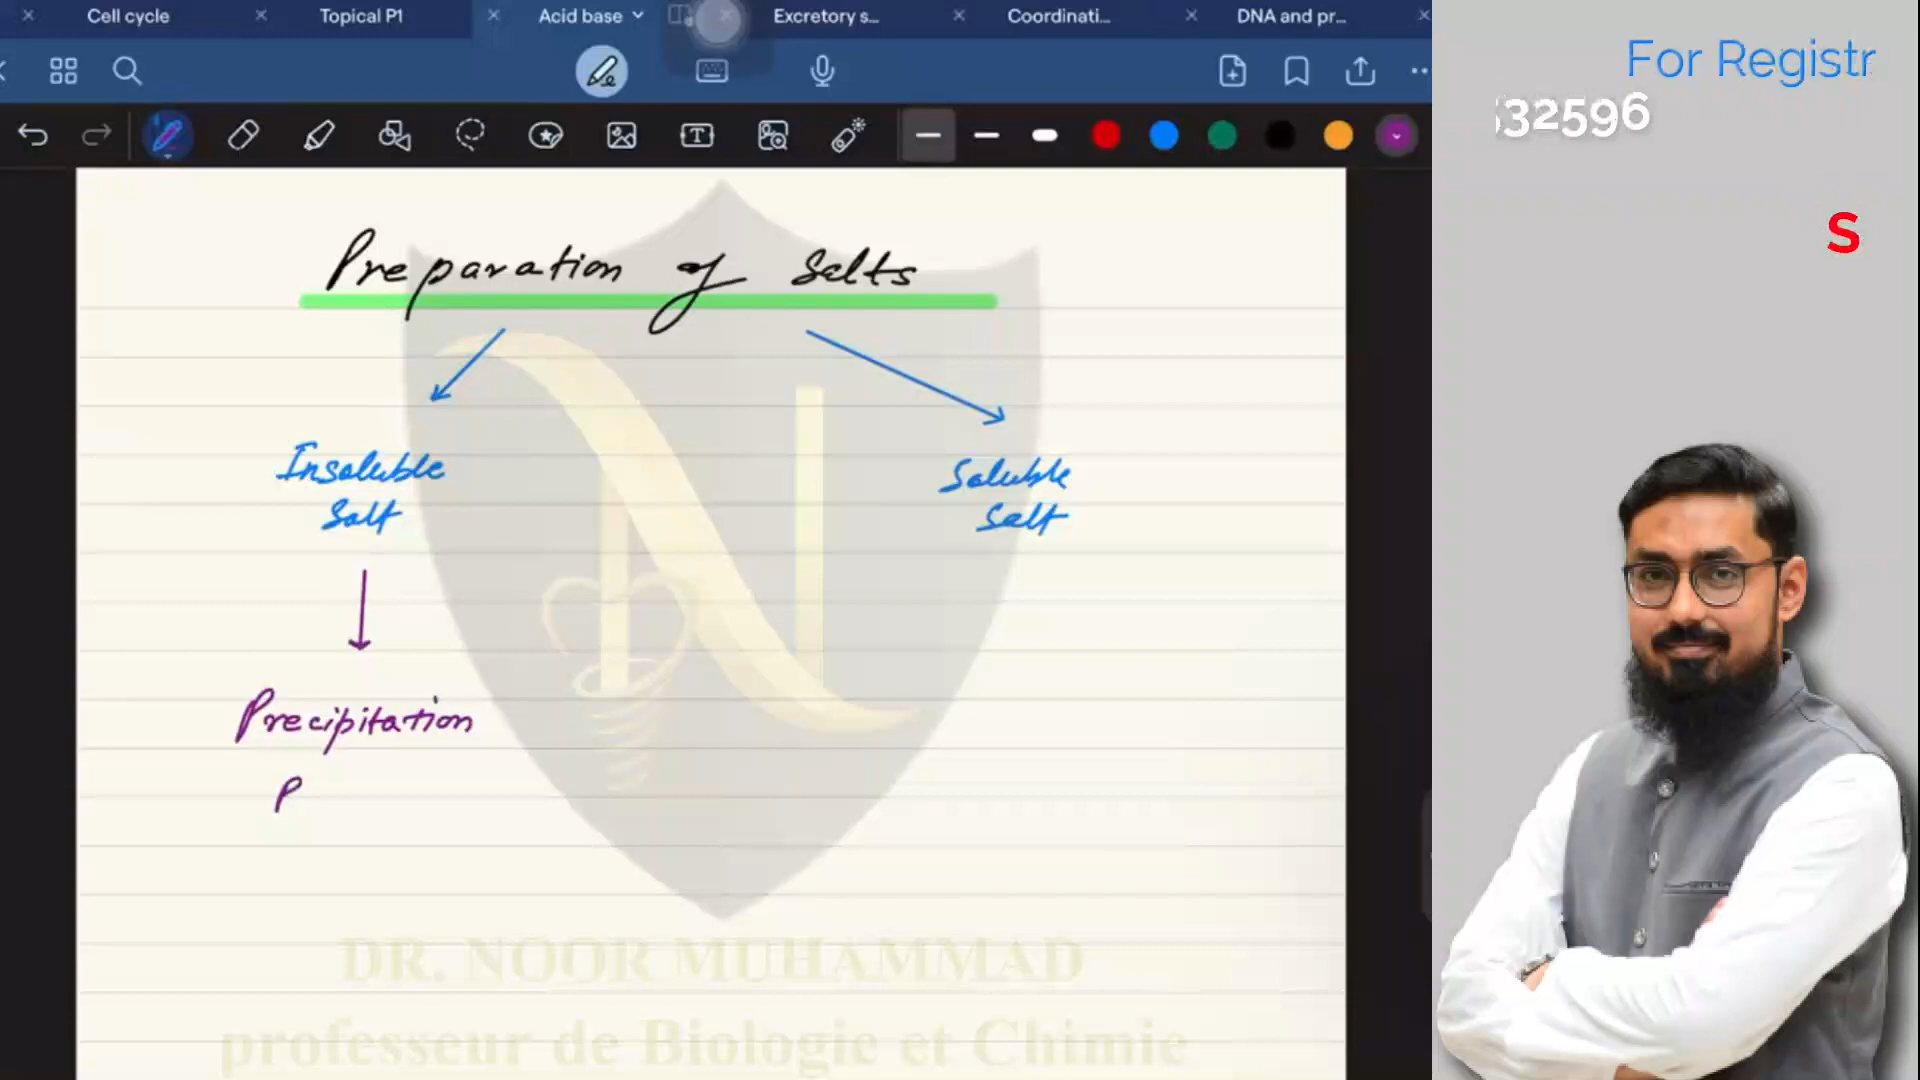 Cell cycle
Topical P1
Acid base
Excretory s...
Coordinati...
DNA and pr...
For Registr
32596
S
Preparation of Salts
Insoluble
Salt
Soluble
Salt
Precipitation
P
DR. NOOR MUHAMMAD
professeur de Biologie et Chimie